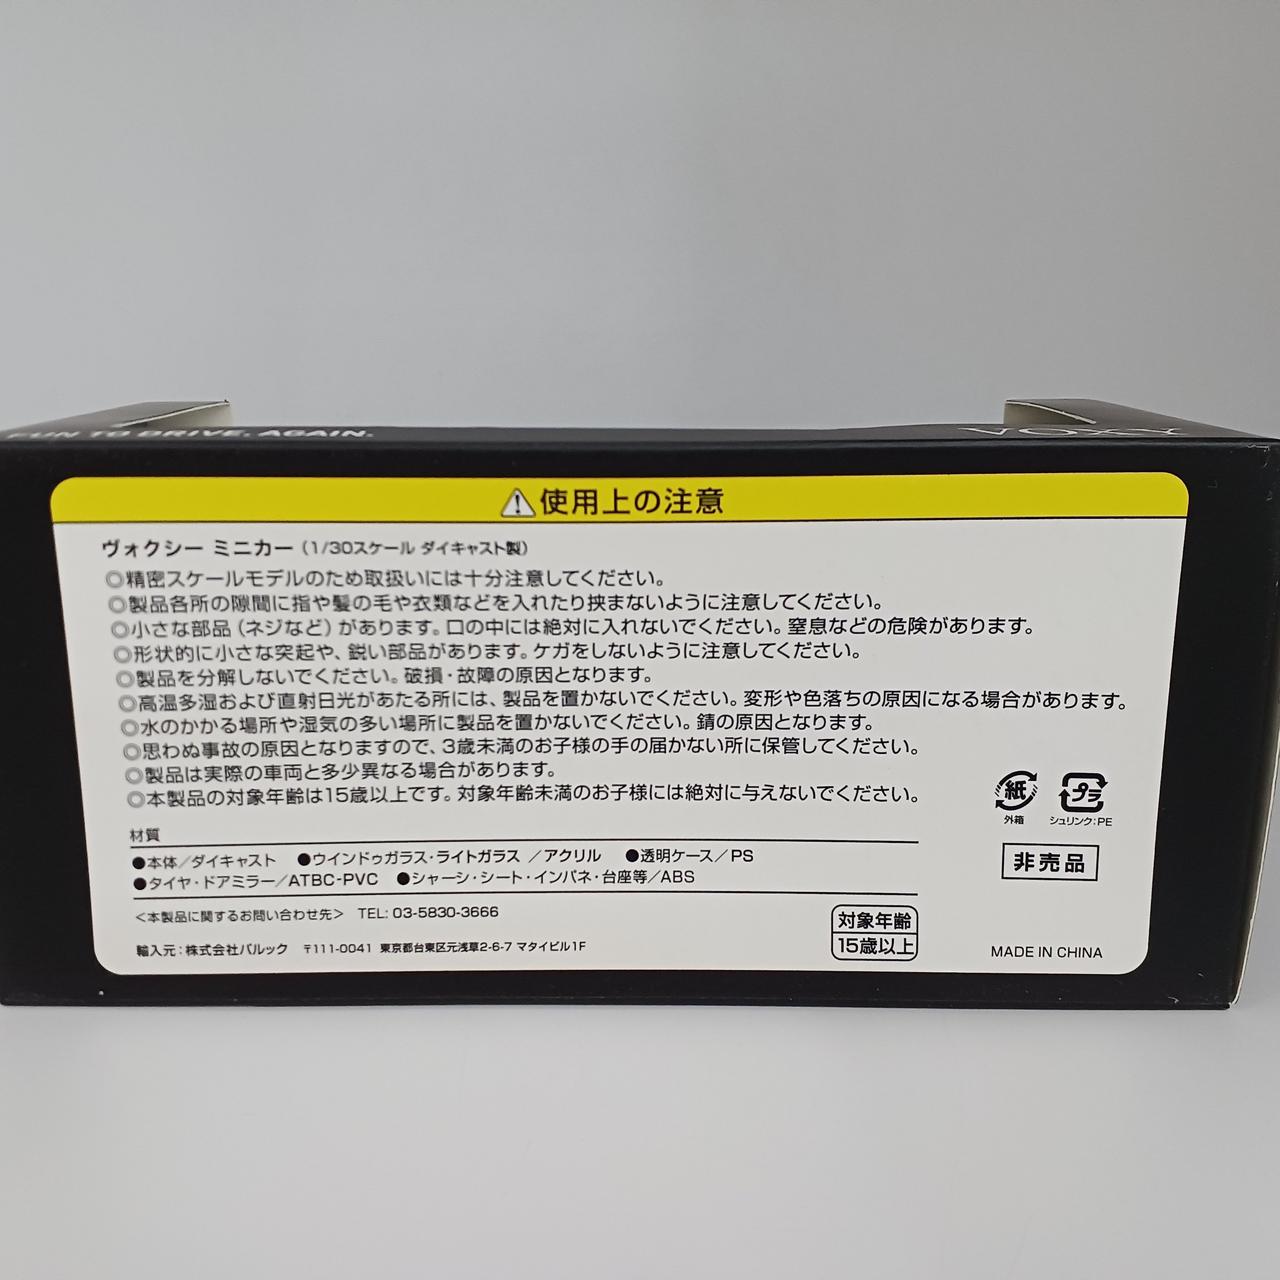 FUN TO DRIVE, AGAIN.
VOXY
使用上の注意
ヴォクシー ミニカー（1/30スケール ダイキャスト製）
◎精密スケールモデルのため取扱いには十分注意してください。
◎製品各所の隙間に指や髪の毛や衣類などを入れたり挟まないように注意してください。
◎小さな部品（ネジなど）があります。口の中には絶対に入れないでください。窒息などの危険があります。
◎形状的に小さな突起や、鋭い部品があります。ケガをしないように注意してください。
◎製品を分解しないでください。破損・故障の原因となります。
◎高温多湿および直射日光があたる所には、製品を置かないでください。変形や色落ちの原因になる場合があります。
◎水のかかる場所や湿気の多い場所に製品を置かないでください。錆の原因となります。
◎思わぬ事故の原因となりますので、3歳未満のお子様の手の届かない所に保管してください。
◎製品は実際の車両と多少異なる場合があります。
◎本製品の対象年齢は15歳以上です。対象年齢未満のお子様には絶対に与えないでください。
紙
外箱
プラ
シュリンク:PE
非売品
材質
●本体／ダイキャスト ●ウインドゥガラス・ライトガラス ／アクリル ●透明ケース／PS
●タイヤ・ドアミラー／ATBC-PVC ●シャーシ・シート・インパネ・台座等／ABS
＜本製品に関するお問い合わせ先＞ TEL: 03-5830-3666
輸入元：株式会社バルック 〒111-0041 東京都台東区元浅草2-6-7 マタイビル1F
対象年齢
15歳以上
MADE IN CHINA